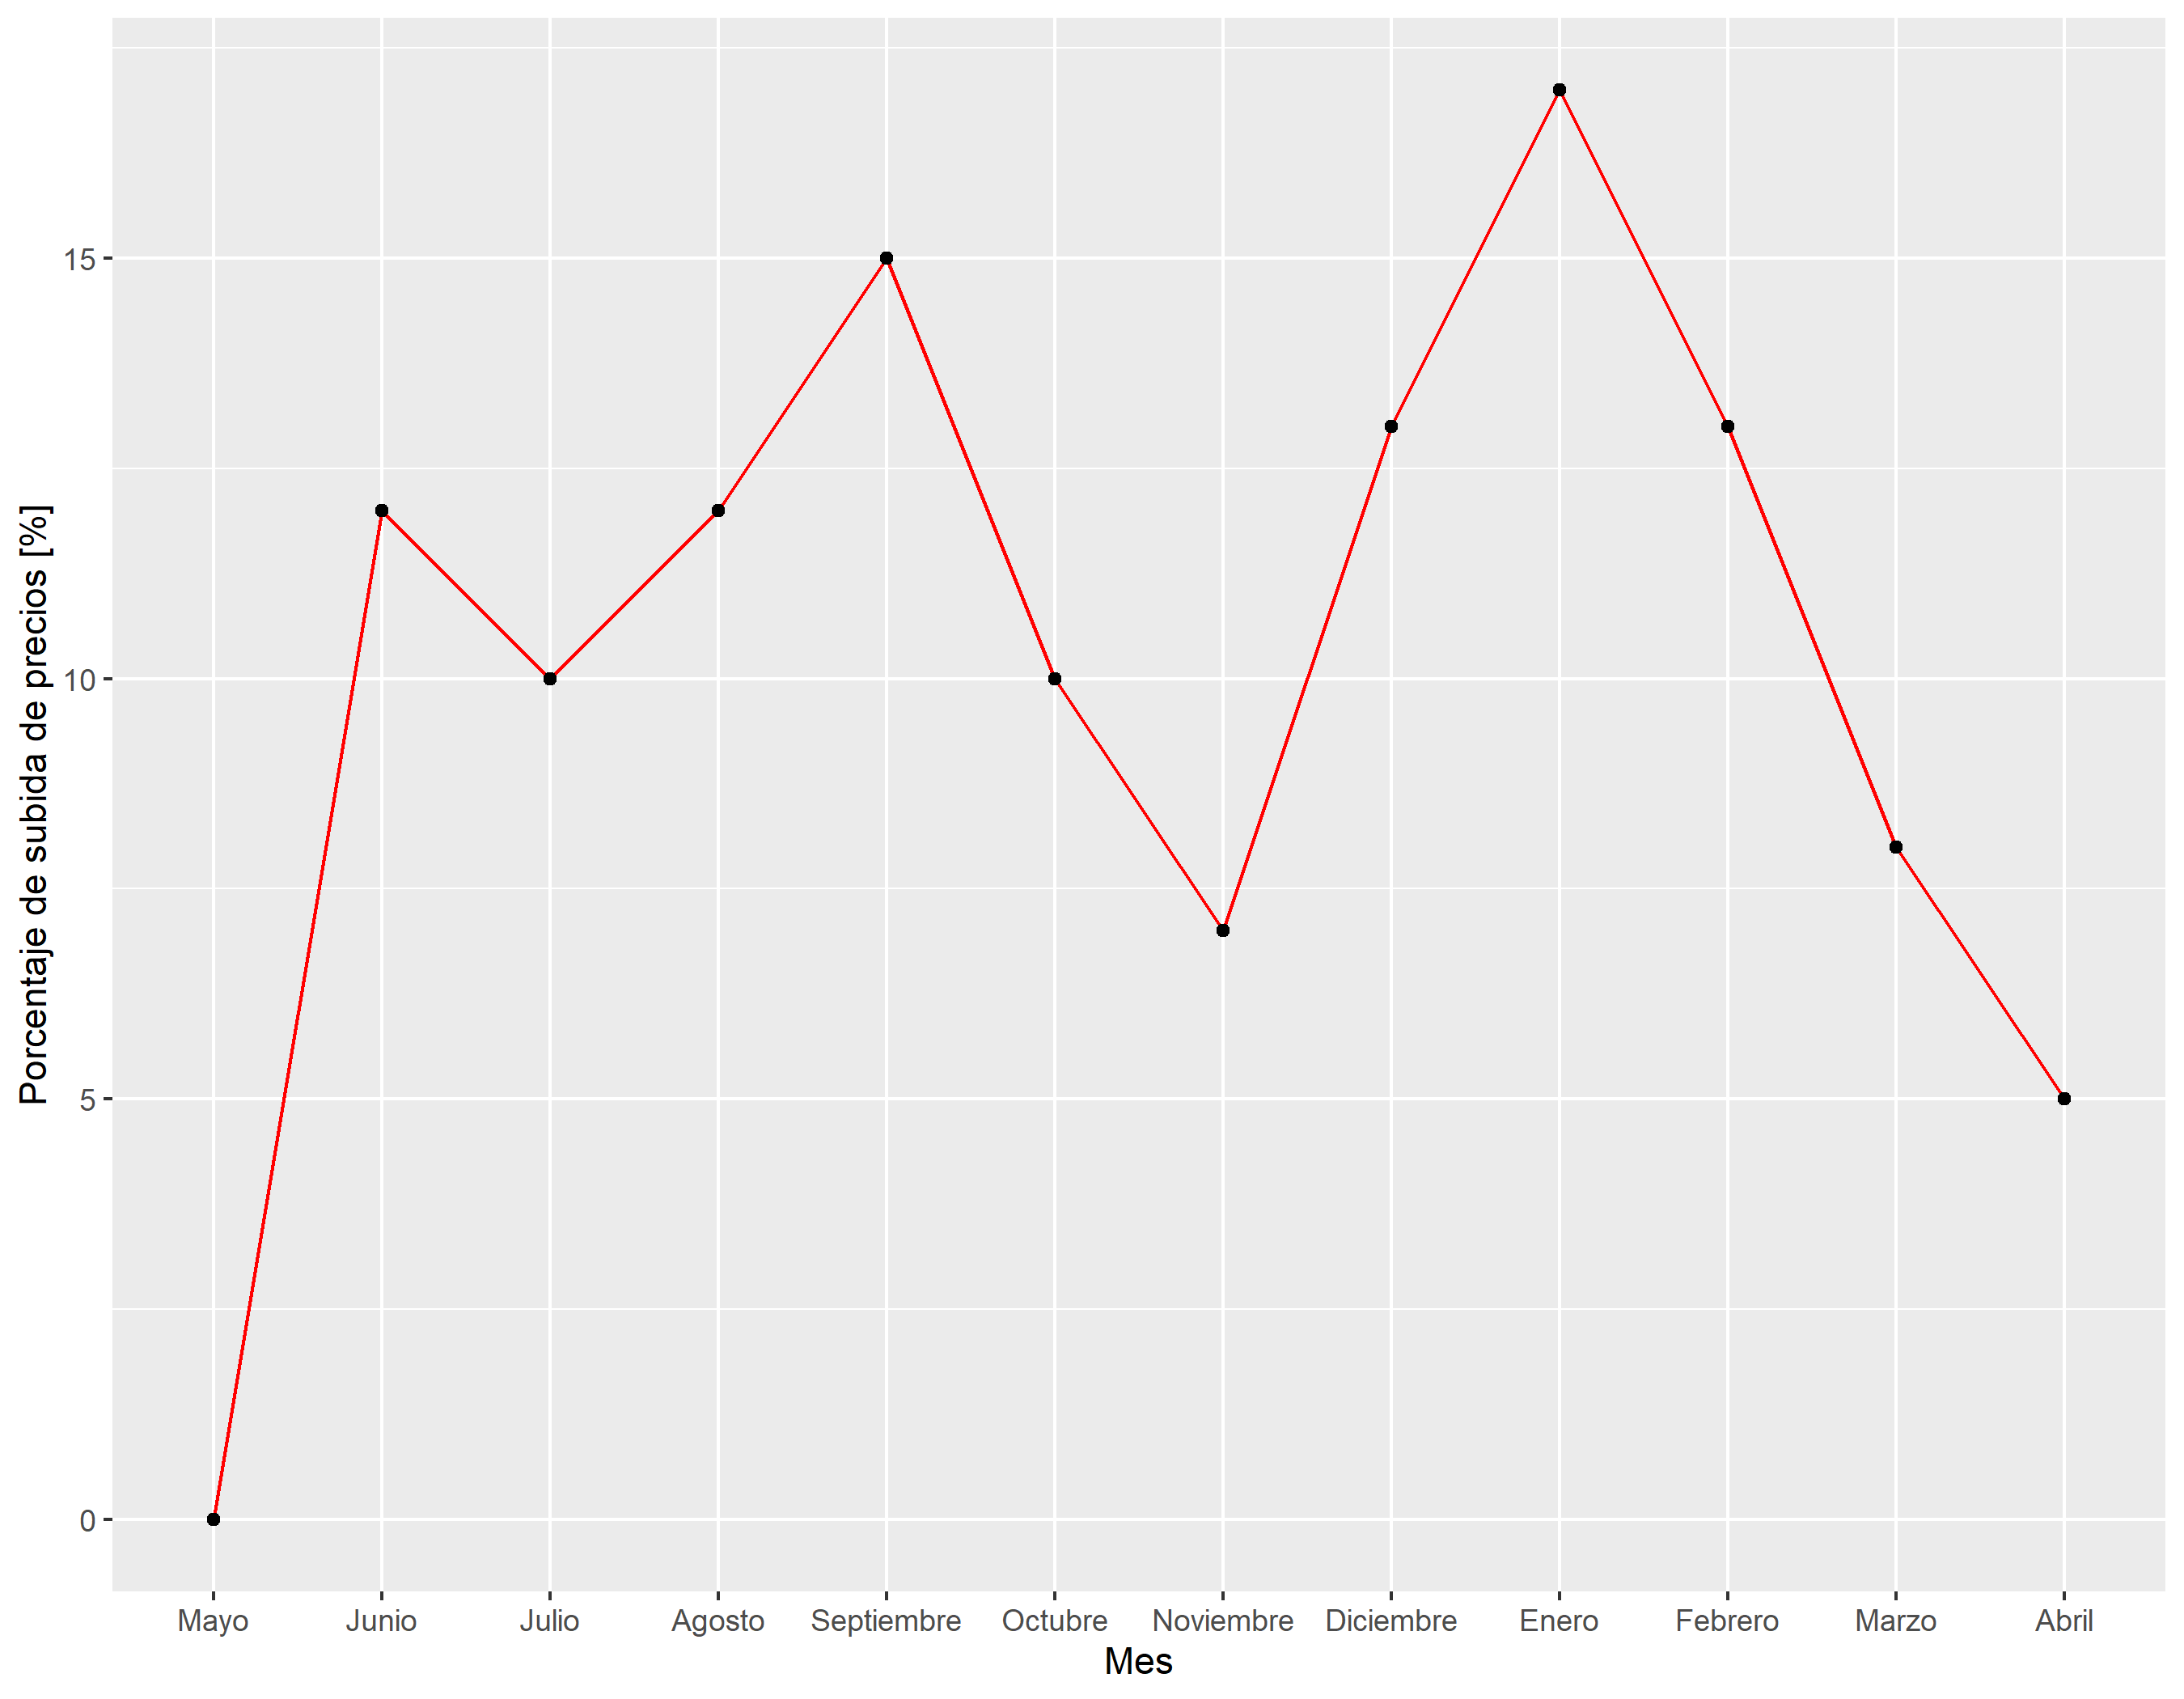 Porcentaje de subida de precios [%]
15
10
5
0
Mayo Junio Julio Agosto Septiembre Octubre Noviembre Diciembre Enero Febrero Marzo Abril
Mes